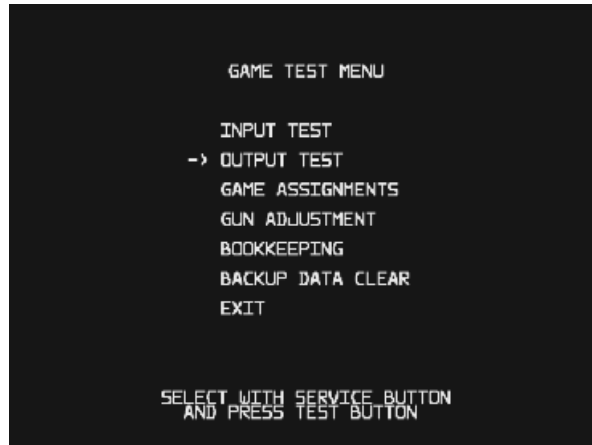 GAME TEST MENU
INPUT TEST
-> OUTPUT TEST
GAME ASSIGNMENTS
GUN ADJUSTMENT
BOOKKEEPING
BACKUP DATA CLEAR
EXIT
SELECT WITH SERVICE BUTTON
AND PRESS TEST BUTTON